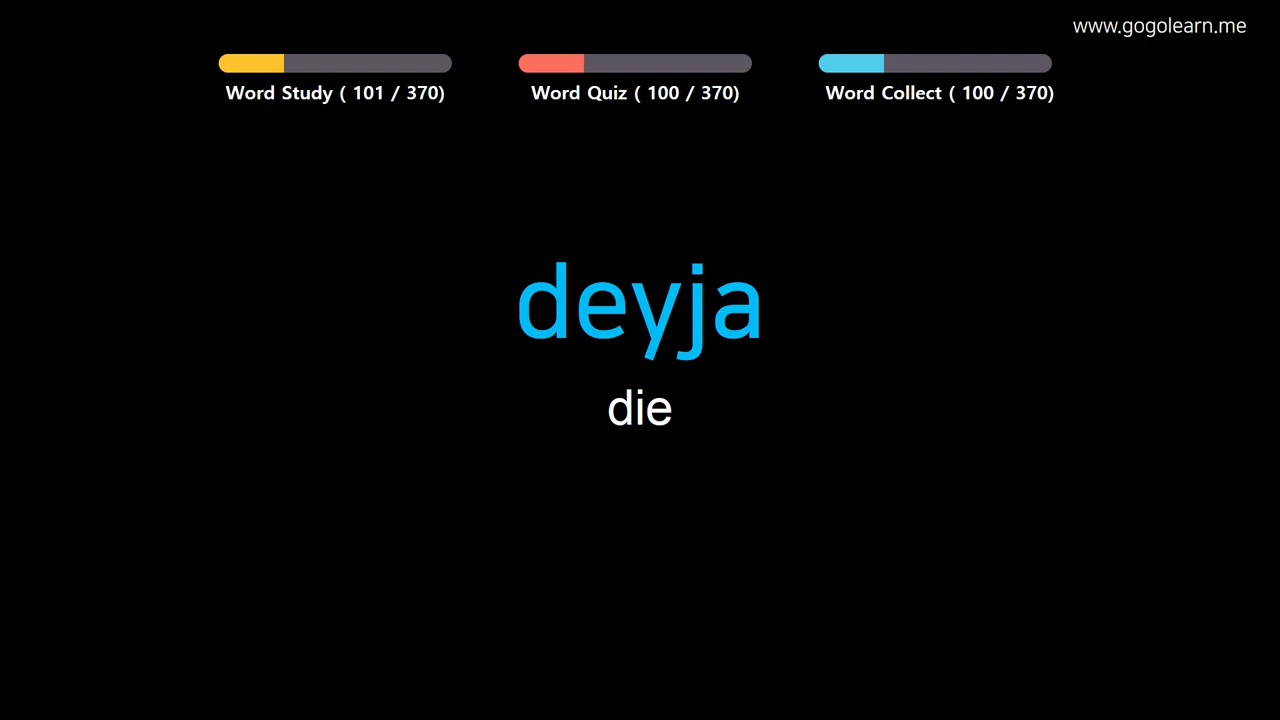 www.gogolearn.me
Word Study ( 101 / 370)
Word Quiz ( 100 / 370)
Word Collect ( 100 / 370)
deyja
die